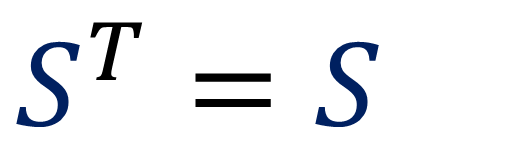 S^T = S